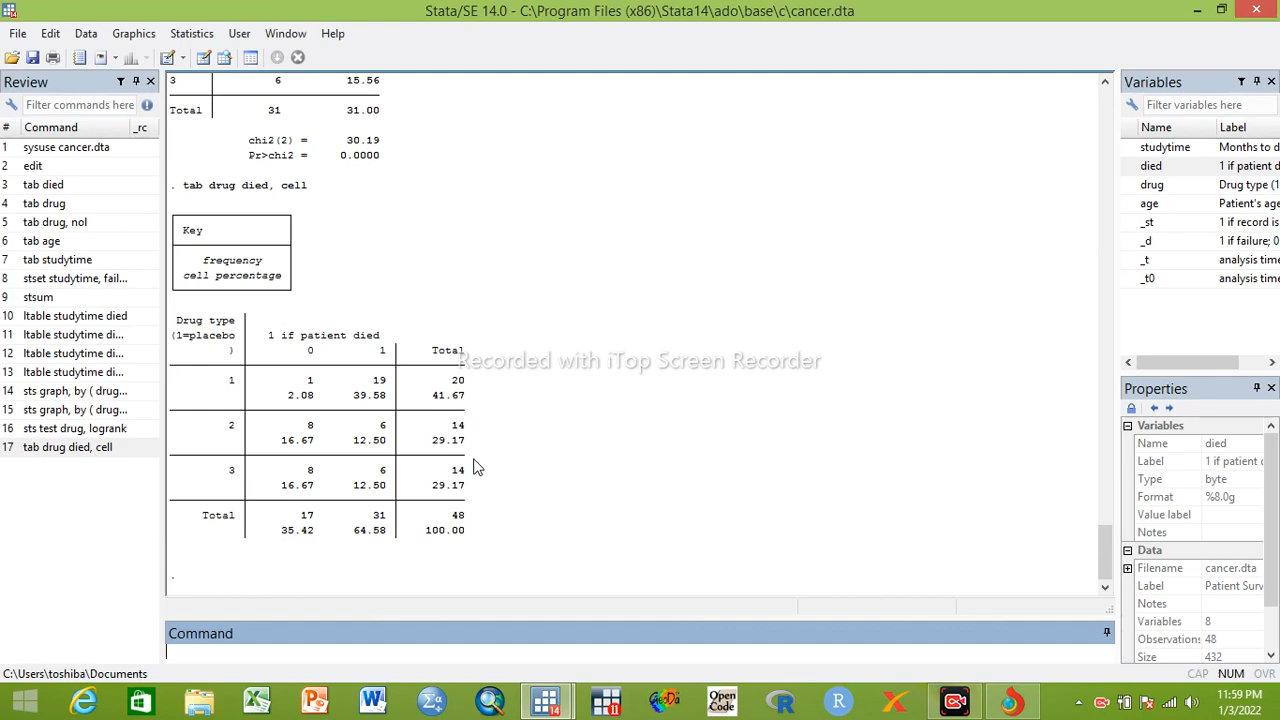 Stata/SE 14.0 - C:\Program Files (x86)\Stata14\ado\base\c\cancer.dta
File Edit Data Graphics Statistics User Window Help
Review
Filter commands here
# Command _rc
1 sysuse cancer.dta
2 edit
3 tab died
4 tab drug
5 tab drug, nol
6 tab age
7 tab studytime
8 stset studytime, fail...
9 stsum
10 ltable studytime died
11 ltable studytime di...
12 ltable studytime di...
13 ltable studytime di...
14 sts graph, by ( drug...
15 sts graph, by ( drug...
16 sts test drug, logrank
17 tab drug died, cell
3 6 15.56
Total 31 31.00
chi2(2) = 30.19
Pr>chi2 = 0.0000
. tab drug died, cell
Key
frequency
cell percentage
Drug type
(1=placebo 1 if patient died
) 0 1 Total
1 1 19 20
2.08 39.58 41.67
2 8 6 14
16.67 12.50 29.17
3 8 6 14
16.67 12.50 29.17
Total 17 31 48
35.42 64.58 100.00
.
Recorded with iTop Screen Recorder
Command
Variables
Filter variables here
Name Label
studytime Months to d
died 1 if patient d
drug Drug type (1
age Patient's age
_st 1 if record is
_d 1 if failure; 0
_t analysis time
_t0 analysis time
Properties
Variables
Name died
Label 1 if patient d
Type byte
Format %8.0g
Value label
Notes
Data
Filename cancer.dta
Label Patient Surv
Notes
Variables 8
Observations 48
Size 432
C:\Users\toshiba\Documents
CAP NUM OVR
Open
Code
11:59 PM
1/3/2022